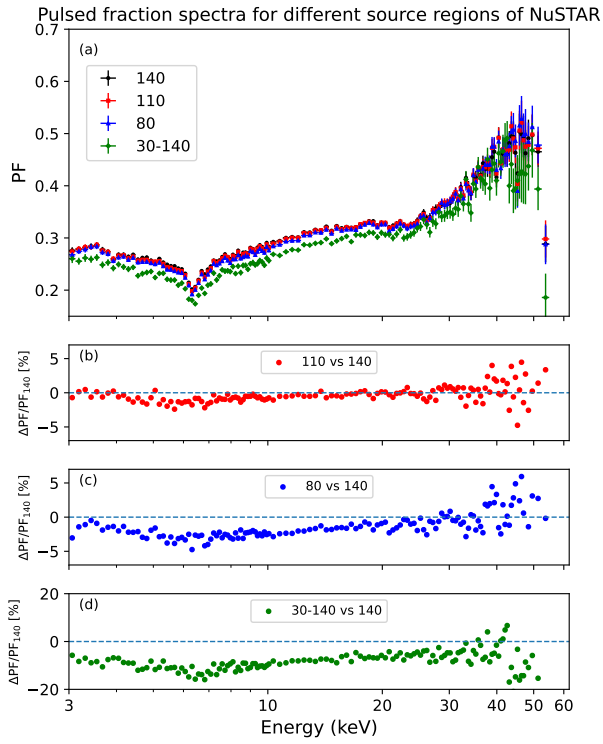 Pulsed fraction spectra for different source regions of NuSTAR
0.7
(a)
140
110
80
30-140
0.6
0.5
0.4
0.3
0.2
PF
(b)
110 vs 140
5
0
−5
ΔPF/PF140 [%]
(c)
80 vs 140
5
0
−5
ΔPF/PF140 [%]
(d)
30-140 vs 140
20
0
−20
ΔPF/PF140 [%]
3 10 20 30 40 50 60
Energy (keV)